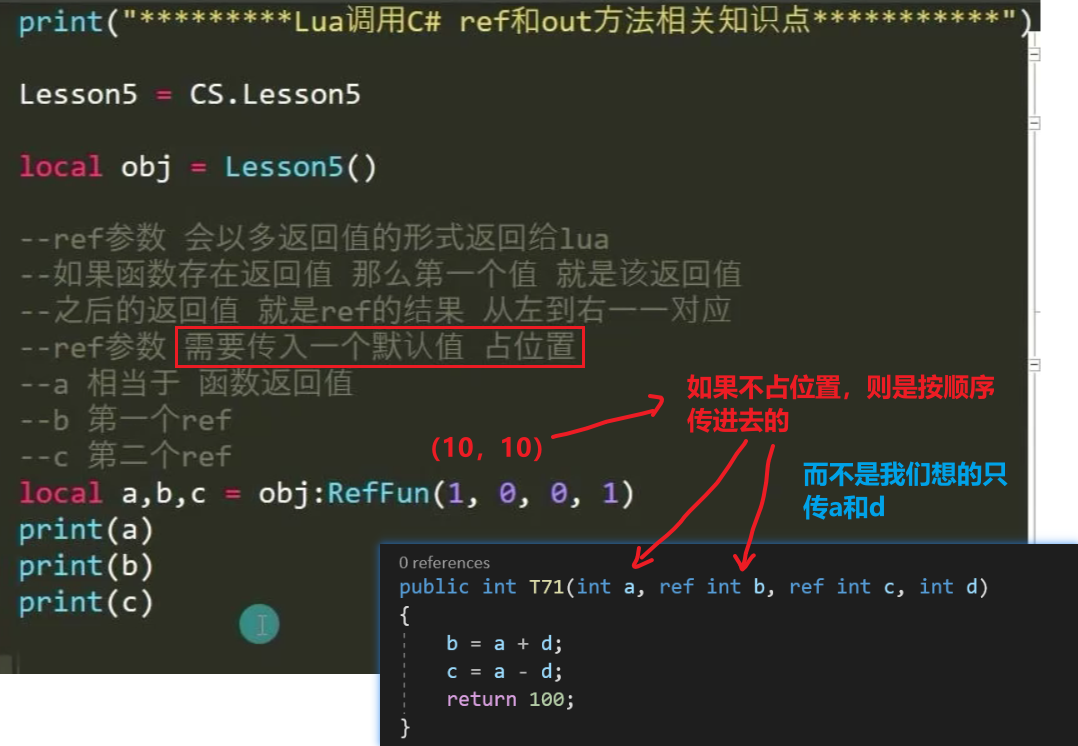 print("*********Lua调用C# ref和out方法相关知识点***********")
Lesson5 = CS.Lesson5
local obj = Lesson5()
--ref参数 会以多返回值的形式返回给lua
--如果函数存在返回值 那么第一个值 就是该返回值
--之后的返回值 就是ref的结果 从左到右一一对应
--ref参数 需要传入一个默认值 占位置
--a 相当于 函数返回值
--b 第一个ref
--c 第二个ref
local a,b,c = obj:RefFun(1, 0, 0, 1)
print(a)
print(b)
print(c)
(10, 10)
如果不占位置，则是按顺序
传进去的
而不是我们想的只
传a和d
0 references
public int T71(int a, ref int b, ref int c, int d)
{
b = a + d;
c = a - d;
return 100;
}